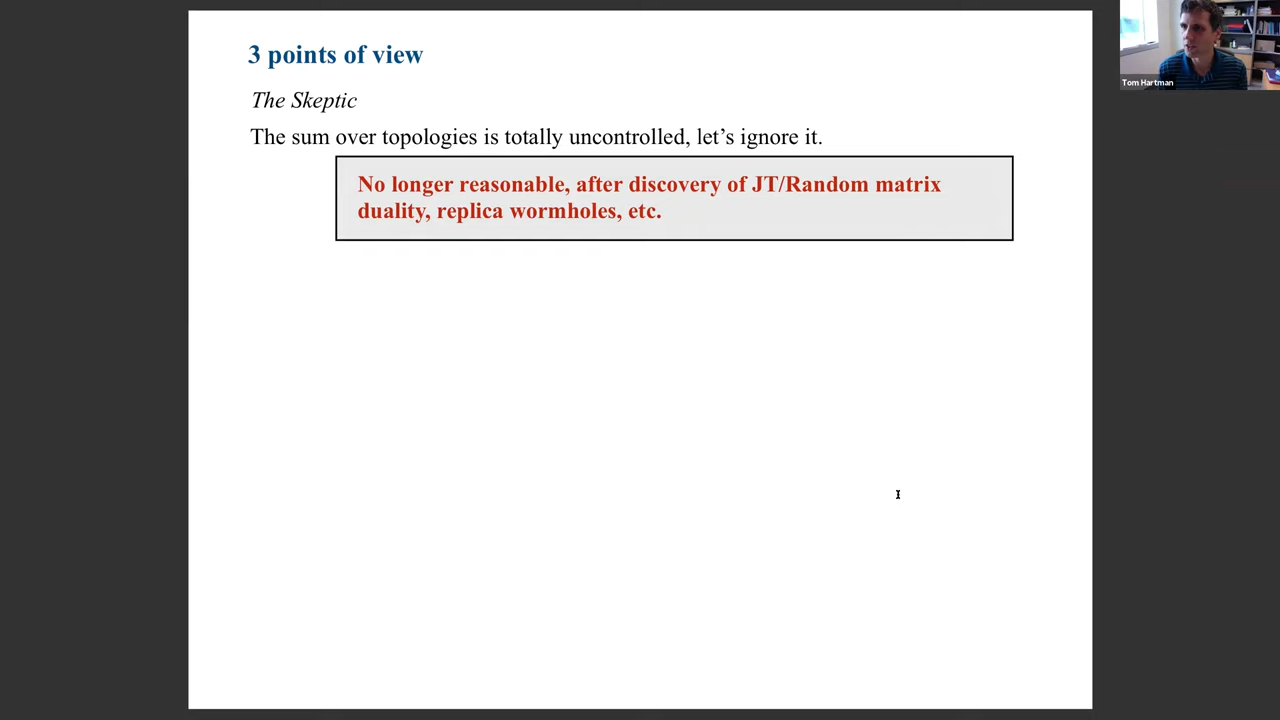 3 points of view
The Skeptic
The sum over topologies is totally uncontrolled, let’s ignore it.
No longer reasonable, after discovery of JT/Random matrix
duality, replica wormholes, etc.
Tom Hartman